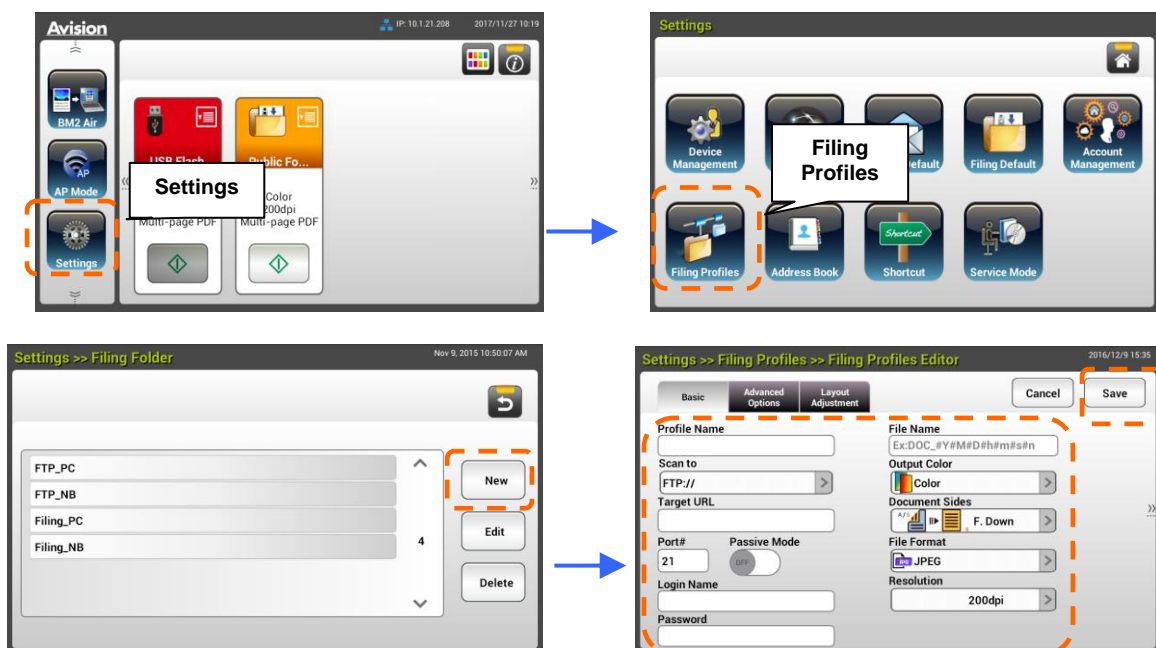 Avision
IP: 10.1.21.208 2017/11/27 10:19
BM2 Air
AP
AP Mode
Settings
USB Flash
Public Fo...
Settings
Color
200dpi
Multi-page PDF
Multi-page PDF
Settings
Device
Management
Default
Filing Default
Account
Management
Filing
Profiles
Filing Profiles
Address Book
Shortcut
Shortcut
Service Mode
Settings >> Filing Folder
Nov 9, 2015 10:50:07 AM
FTP_PC
FTP_NB
Filing_PC
Filing_NB
4
New
Edit
Delete
Settings >> Filing Profiles >> Filing Profiles Editor
2016/12/9 15:35
Basic
Advanced
Options
Layout
Adjustment
Cancel
Save
Profile Name
Scan to
FTP://
Target URL
Port#
Passive Mode
21
OFF
Login Name
Password
File Name
Ex:DOC_#Y#M#D#h#m#s#n
Output Color
Color
Document Sides
F. Down
File Format
JPEG
Resolution
200dpi